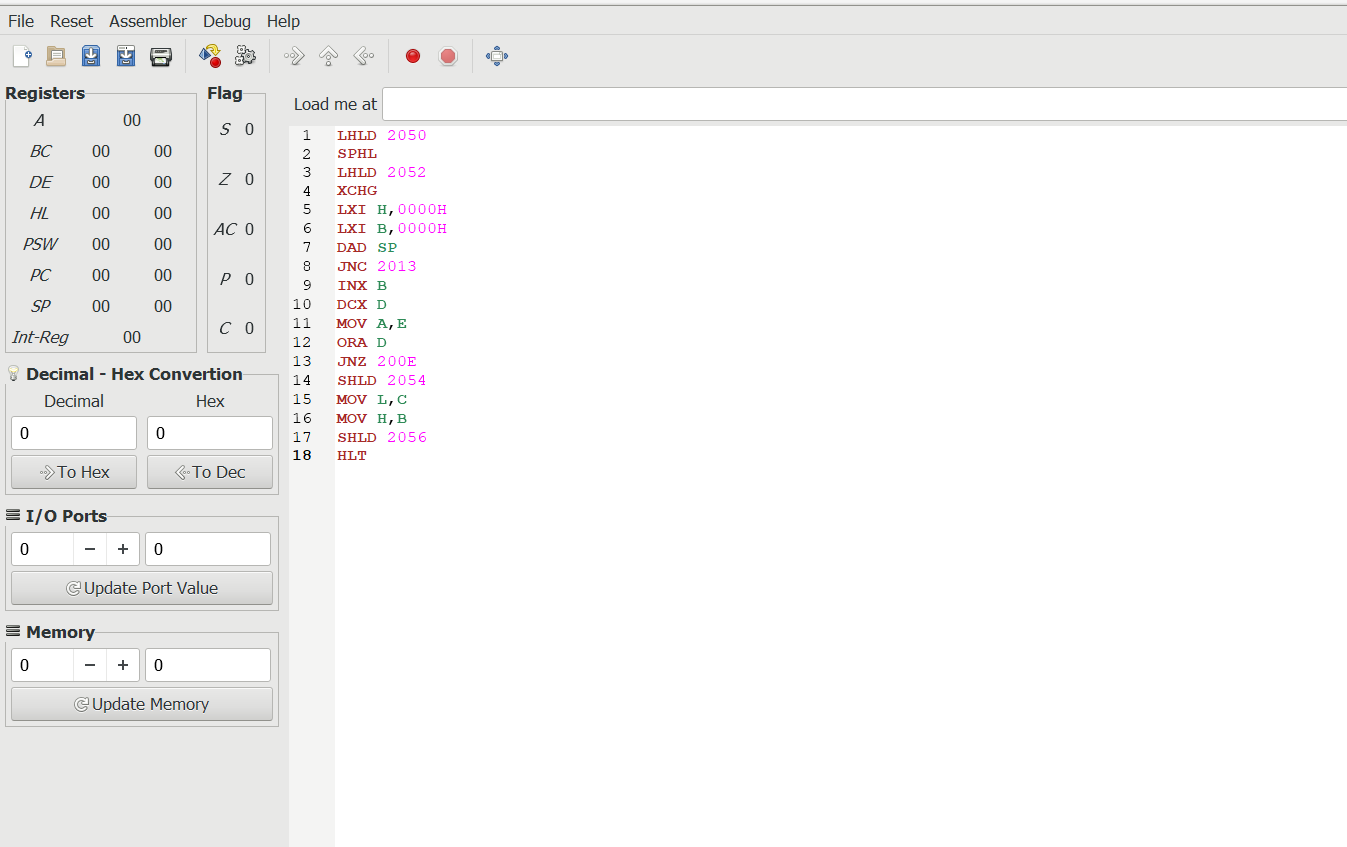 File Reset Assembler Debug Help
Registers
A 00
BC 00 00
DE 00 00
HL 00 00
PSW 00 00
PC 00 00
SP 00 00
Int-Reg 00
Flag
S 0
Z 0
AC 0
P 0
C 0
Decimal - Hex Convertion
Decimal Hex
0 0
To Hex To Dec
I/O Ports
0 − + 0
Update Port Value
Memory
0 − + 0
Update Memory
Load me at
1 LHLD 2050
2 SPHL
3 LHLD 2052
4 XCHG
5 LXI H,0000H
6 LXI B,0000H
7 DAD SP
8 JNC 2013
9 INX B
10 DCX D
11 MOV A,E
12 ORA D
13 JNZ 200E
14 SHLD 2054
15 MOV L,C
16 MOV H,B
17 SHLD 2056
18 HLT